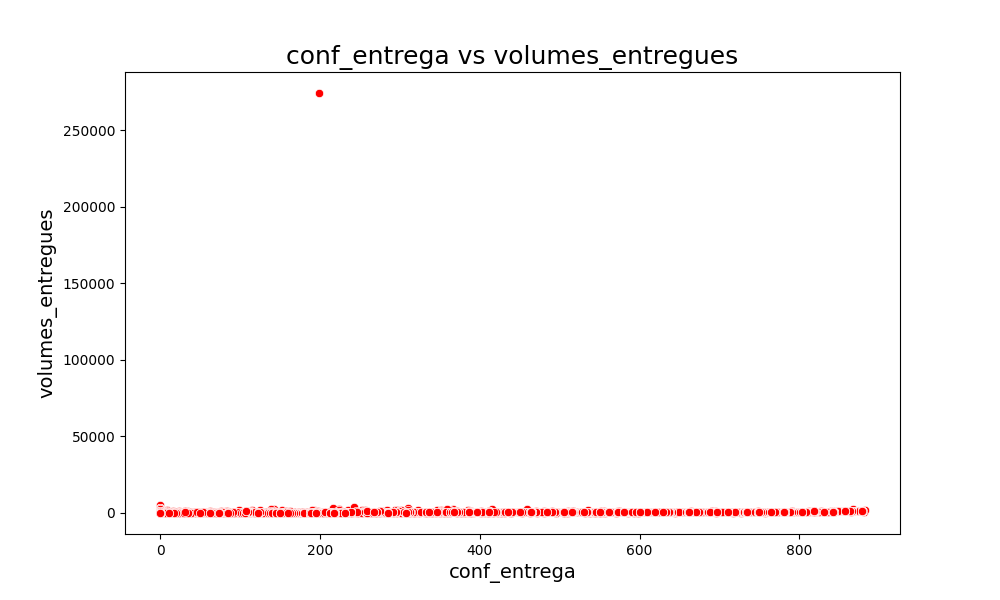 conf_entrega vs volumes_entregues
volumes_entregues
250000
200000
150000
100000
50000
0
0 200 400 600 800
conf_entrega